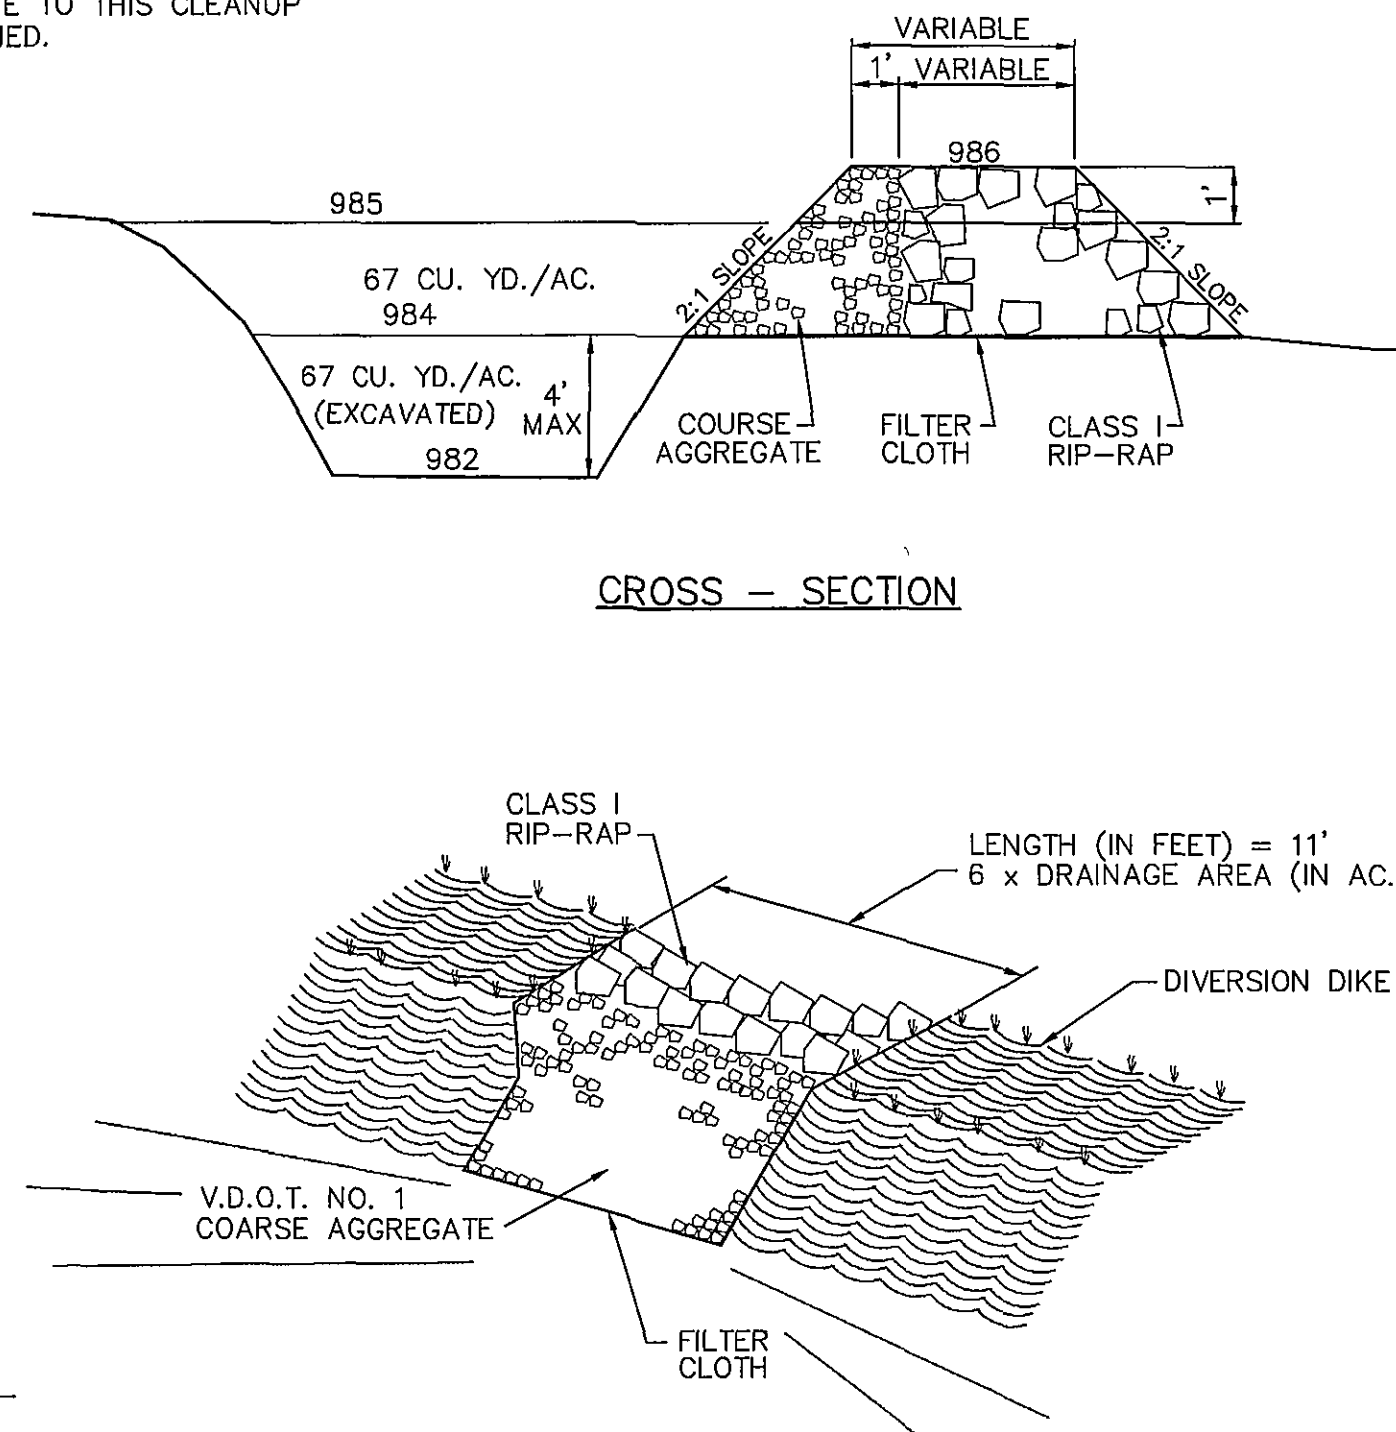 E TO THIS CLEANUP
ED.
VARIABLE
1' VARIABLE
986
985
1'
2:1 SLOPE
2:1 SLOPE
67 CU. YD./AC.
984
67 CU. YD./AC.
(EXCAVATED)
4'
MAX
982
COURSE
AGGREGATE
FILTER
CLOTH
CLASS I
RIP-RAP
CROSS - SECTION
CLASS I
RIP-RAP
LENGTH (IN FEET) = 11'
6 x DRAINAGE AREA (IN AC.
DIVERSION DIKE
V.D.O.T. NO. 1
COARSE AGGREGATE
FILTER
CLOTH